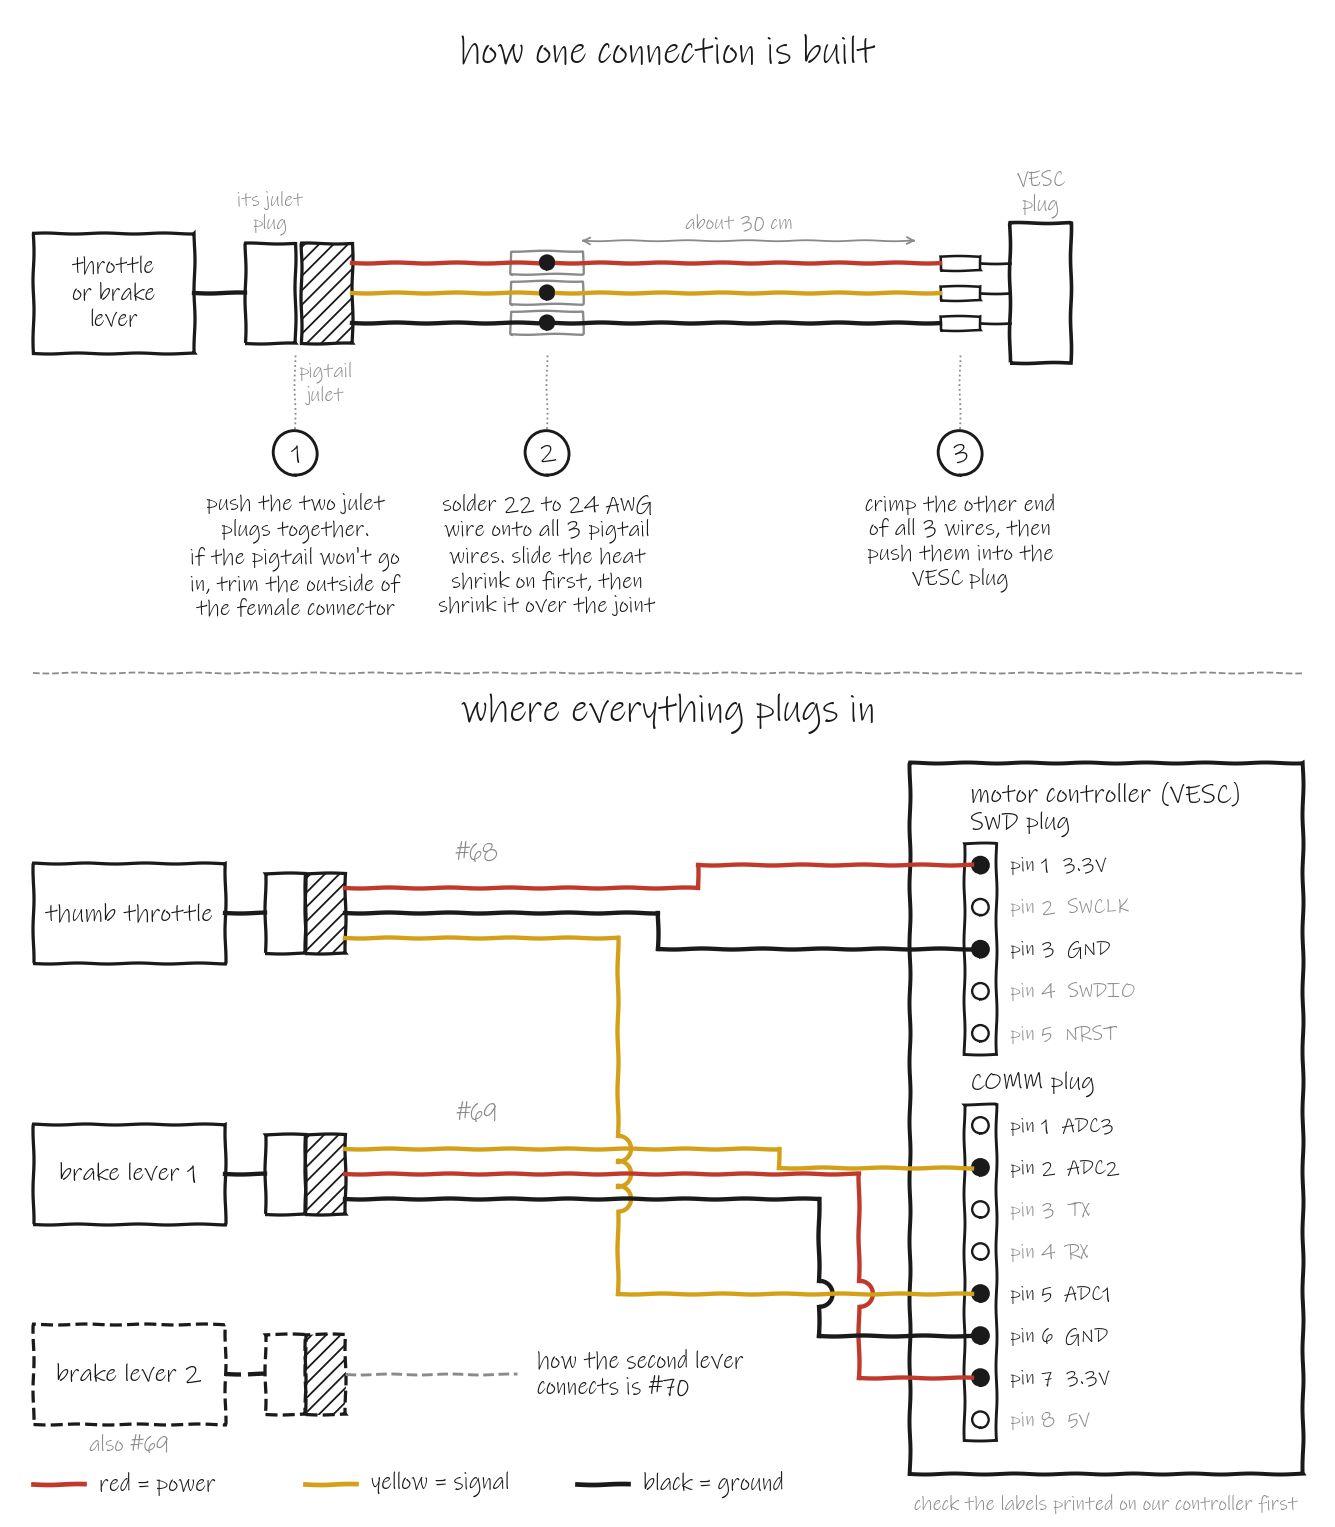 how one connection is built
its julet
plug
VESC
plug
about 30 cm
throttle
or brake
lever
pigtail
julet
1
2
3
push the two julet
plugs together.
if the pigtail won't go
in, trim the outside of
the female connector
solder 22 to 24 AWG
wire onto all 3 pigtail
wires. slide the heat
shrink on first, then
shrink it over the joint
crimp the other end
of all 3 wires, then
push them into the
VESC plug
where everything plugs in
motor controller (VESC)
SWD plug
#68
thumb throttle
pin 1 3.3V
pin 2 SWCLK
pin 3 GND
pin 4 SWDIO
pin 5 NRST
COMM plug
#69
brake lever 1
pin 1 ADC3
pin 2 ADC2
pin 3 TX
pin 4 RX
pin 5 ADC1
pin 6 GND
pin 7 3.3V
pin 8 5V
brake lever 2
how the second lever
connects is #70
also #69
red = power
yellow = signal
black = ground
check the labels printed on our controller first